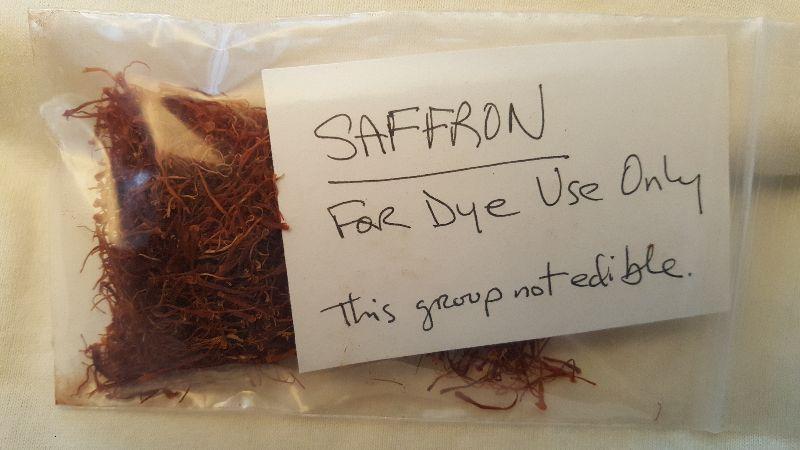 SAFFRON
For Dye Use Only
This group not edible.